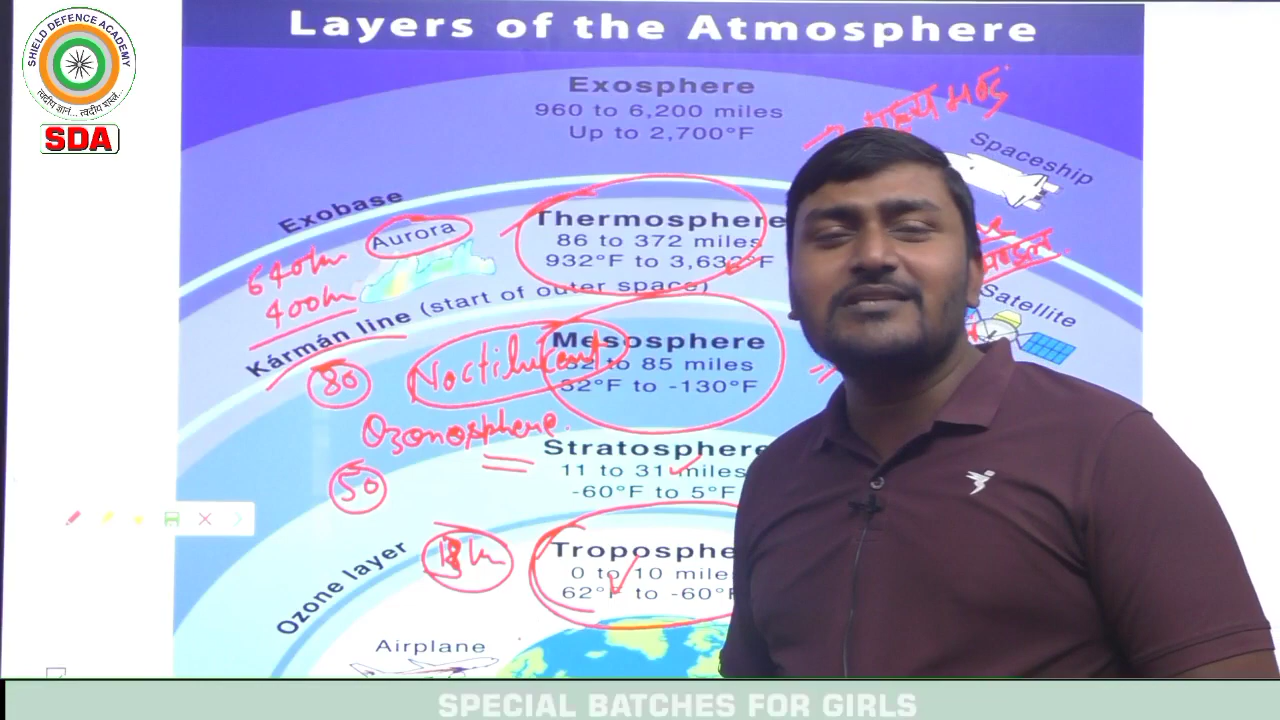 Layers of the Atmosphere
SHIELD DEFENCE ACADEMY
SDA
Exosphere
960 to 6,200 miles
Up to 2,700°F
Spaceship
Exobase
Aurora
Thermosphere
86 to 372 miles
932°F to 3,632°F
640km
400km
Kármán line (start of outer space)
Satellite
Mesosphere
32 to 85 miles
32°F to -130°F
80
Noctilucent
Ozonosphere
Stratosphere
11 to 31 miles
-60°F to 5°F
50
Troposphe
0 to 10 mile
62°F to -60°F
Ozone layer
Airplane
SPECIAL BATCHES FOR GIRLS